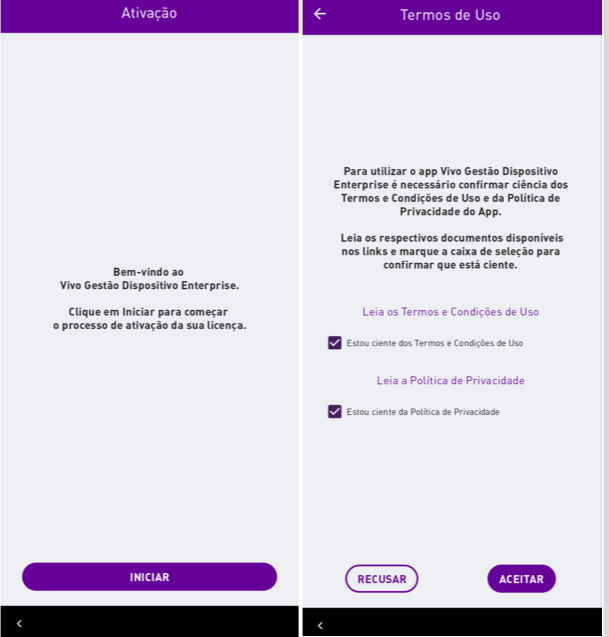 Ativação
Bem-vindo ao
Vivo Gestão Dispositivo Enterprise.
Clique em Iniciar para começar
o processo de ativação da sua licença.
INICIAR
Termos de Uso
Para utilizar o app Vivo Gestão Dispositivo
Enterprise é necessário confirmar ciência dos
Termos e Condições de Uso e da Política de
Privacidade do App.
Leia os respectivos documentos disponíveis
nos links e marque a caixa de seleção para
confirmar que está ciente.
Leia os Termos e Condições de Uso
Estou ciente dos Termos e Condições de Uso
Leia a Política de Privacidade
Estou ciente da Política de Privacidade
RECUSAR
ACEITAR